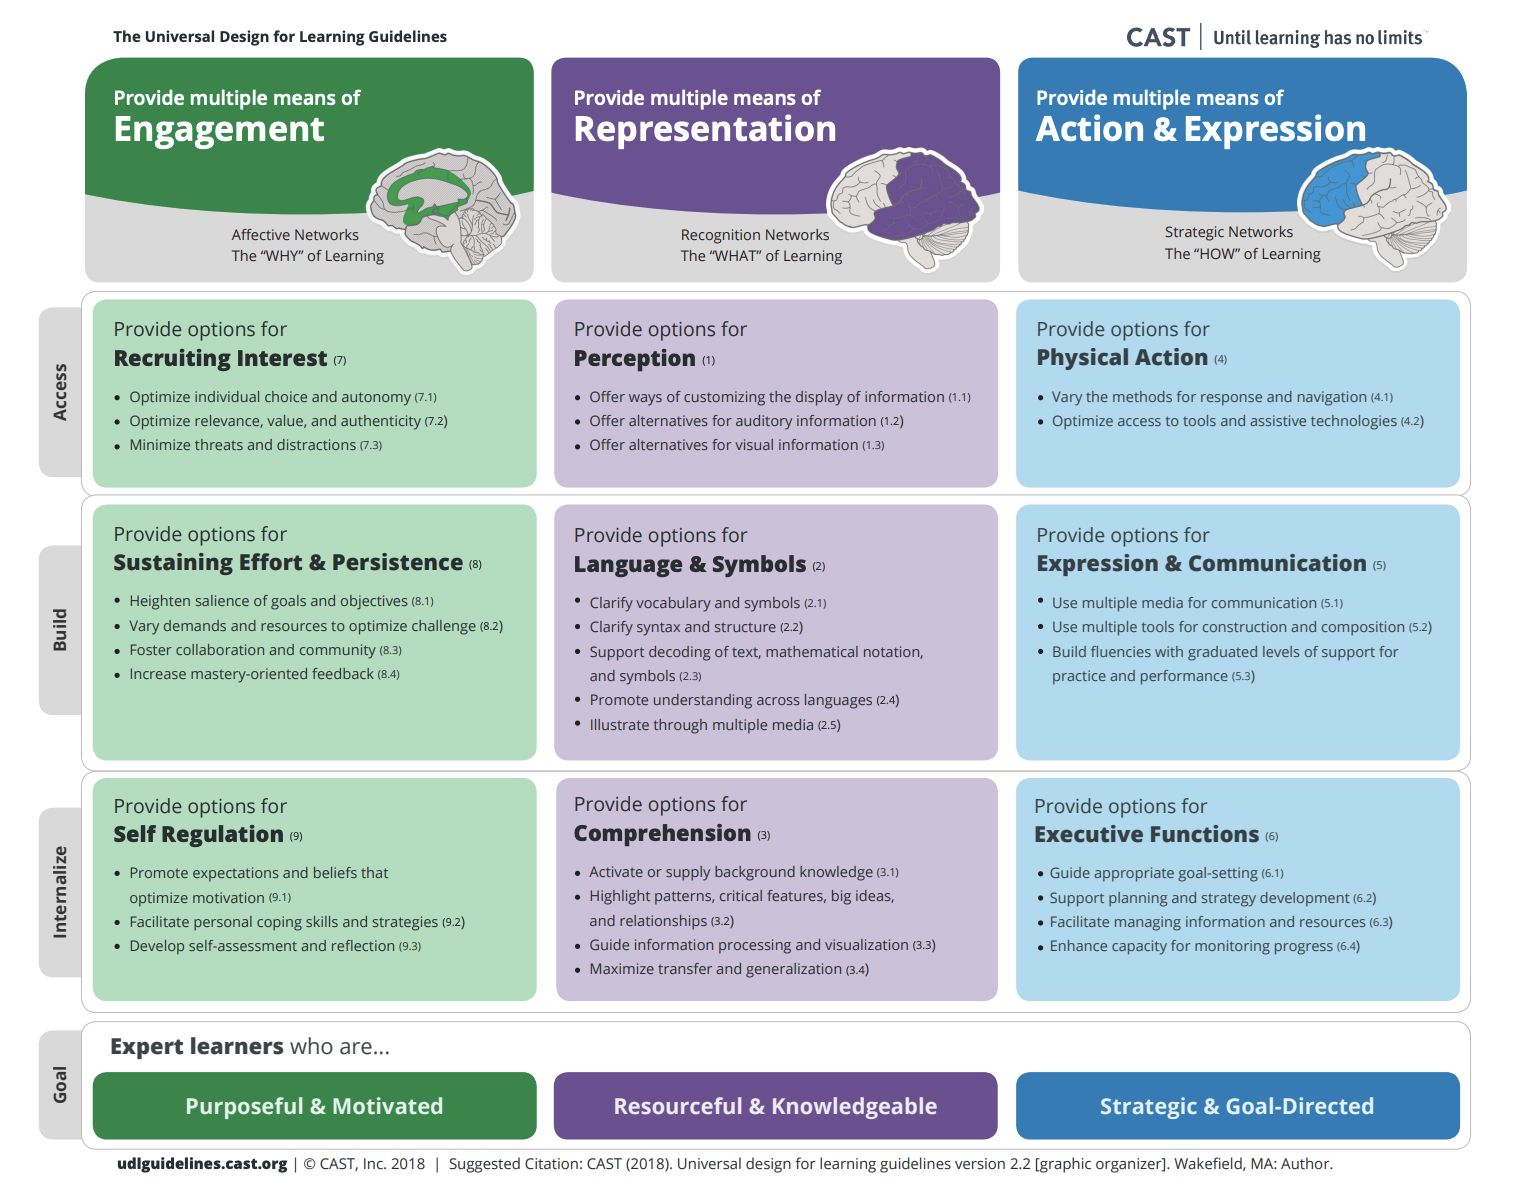 The Universal Design for Learning Guidelines
CAST | Until learning has no limits™
Provide multiple means of
Engagement
Affective Networks
The “WHY” of Learning
Provide multiple means of
Representation
Recognition Networks
The “WHAT” of Learning
Provide multiple means of
Action & Expression
Strategic Networks
The “HOW” of Learning
Access
Provide options for
Recruiting Interest (7)
• Optimize individual choice and autonomy (7.1)
• Optimize relevance, value, and authenticity (7.2)
• Minimize threats and distractions (7.3)
Provide options for
Perception (1)
• Offer ways of customizing the display of information (1.1)
• Offer alternatives for auditory information (1.2)
• Offer alternatives for visual information (1.3)
Provide options for
Physical Action (4)
• Vary the methods for response and navigation (4.1)
• Optimize access to tools and assistive technologies (4.2)
Build
Provide options for
Sustaining Effort & Persistence (8)
• Heighten salience of goals and objectives (8.1)
• Vary demands and resources to optimize challenge (8.2)
• Foster collaboration and community (8.3)
• Increase mastery-oriented feedback (8.4)
Provide options for
Language & Symbols (2)
• Clarify vocabulary and symbols (2.1)
• Clarify syntax and structure (2.2)
• Support decoding of text, mathematical notation,
and symbols (2.3)
• Promote understanding across languages (2.4)
• Illustrate through multiple media (2.5)
Provide options for
Expression & Communication (5)
• Use multiple media for communication (5.1)
• Use multiple tools for construction and composition (5.2)
• Build fluencies with graduated levels of support for
practice and performance (5.3)
Internalize
Provide options for
Self Regulation (9)
• Promote expectations and beliefs that
optimize motivation (9.1)
• Facilitate personal coping skills and strategies (9.2)
• Develop self-assessment and reflection (9.3)
Provide options for
Comprehension (3)
• Activate or supply background knowledge (3.1)
• Highlight patterns, critical features, big ideas,
and relationships (3.2)
• Guide information processing and visualization (3.3)
• Maximize transfer and generalization (3.4)
Provide options for
Executive Functions (6)
• Guide appropriate goal-setting (6.1)
• Support planning and strategy development (6.2)
• Facilitate managing information and resources (6.3)
• Enhance capacity for monitoring progress (6.4)
Goal
Expert learners who are...
Purposeful & Motivated
Resourceful & Knowledgeable
Strategic & Goal-Directed
udlguidelines.cast.org | © CAST, Inc. 2018 | Suggested Citation: CAST (2018). Universal design for learning guidelines version 2.2 [graphic organizer]. Wakefield, MA: Author.